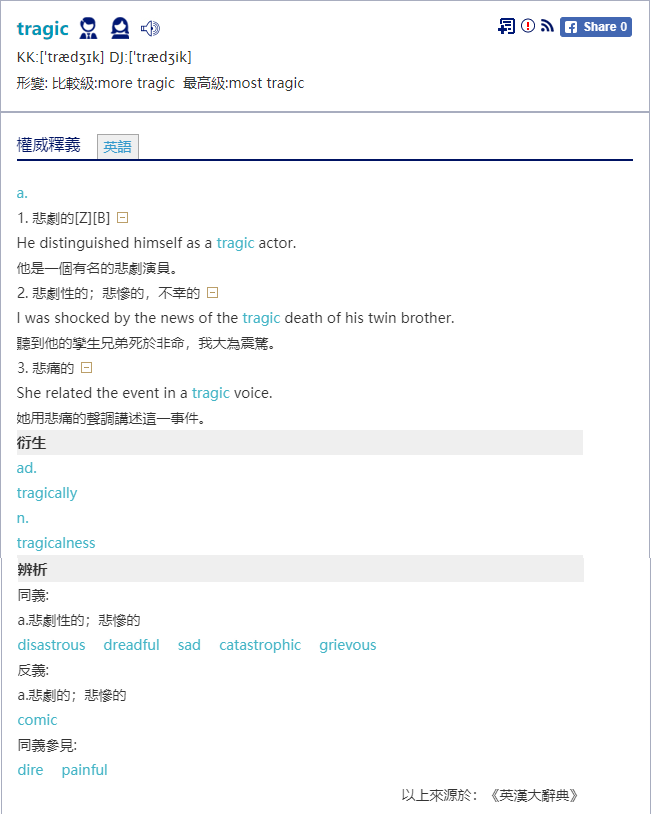 tragic Share 0
KK:['trædʒɪk] DJ:['trædʒik]
形變: 比較級:more tragic 最高級:most tragic
權威釋義 英語
a.
1. 悲劇的[Z][B]
He distinguished himself as a tragic actor.
他是一個有名的悲劇演員。
2. 悲劇性的；悲慘的，不幸的
I was shocked by the news of the tragic death of his twin brother.
聽到他的孿生兄弟死於非命，我大為震驚。
3. 悲痛的
She related the event in a tragic voice.
她用悲痛的聲調講述這一事件。
衍生
ad.
tragically
n.
tragicalness
辨析
同義:
a.悲劇性的；悲慘的
disastrous dreadful sad catastrophic grievous
反義:
a.悲劇的；悲慘的
comic
同義參見:
dire painful
以上來源於：《英漢大辭典》